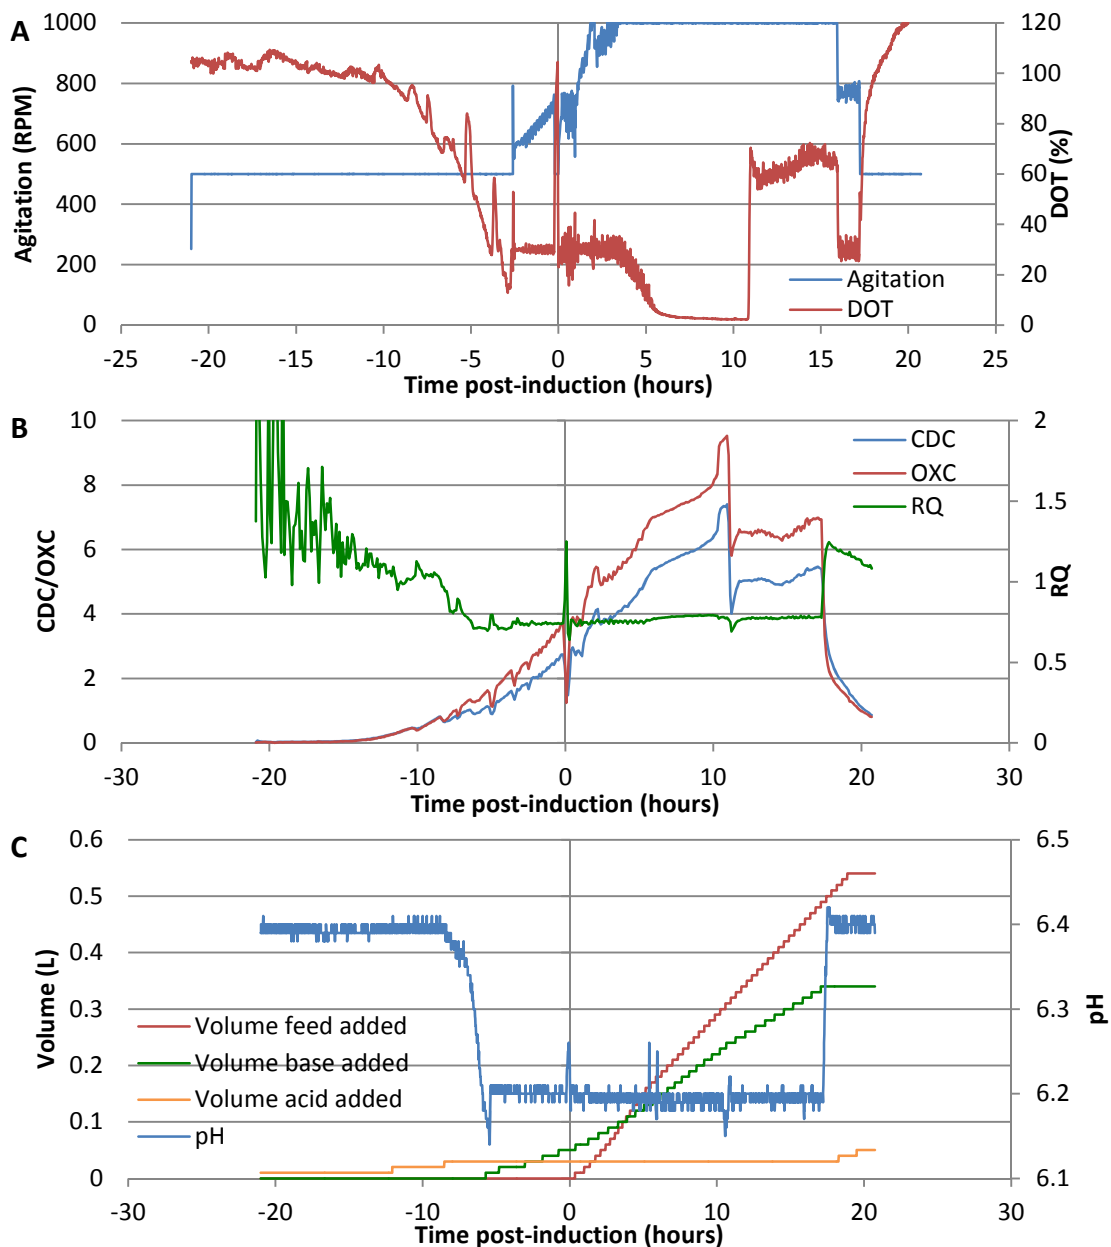 A
1000
800
600
400
200
0
Agitation (RPM)
120
100
80
60
40
20
0
DOT (%)
Agitation
DOT
-25 -20 -15 -10 -5 0 5 10 15 20 25
Time post-induction (hours)
B
10
8
6
4
2
0
CDC/OXC
2
1.5
1
0.5
0
RQ
CDC
OXC
RQ
-30 -20 -10 0 10 20 30
Time post-induction (hours)
C
0.6
0.5
0.4
0.3
0.2
0.1
0
Volume (L)
6.5
6.4
6.3
6.2
6.1
pH
Volume feed added
Volume base added
Volume acid added
pH
-30 -20 -10 0 10 20 30
Time post-induction (hours)